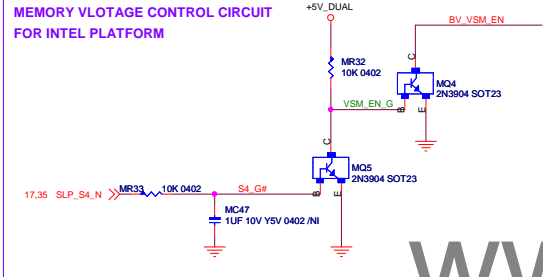 MEMORY VLOTAGE CONTROL CIRCUIT
FOR INTEL PLATFORM
+5V_DUAL
BV_VSM_EN
MR32
10K 0402
C
MQ4
2N3904 SOT23
VSM_EN_G
B
E
C
MQ5
2N3904 SOT23
17,35 SLP_S4_N
MR33
10K 0402
S4_G#
B
E
MC47
1UF 10V Y5V 0402 /NI